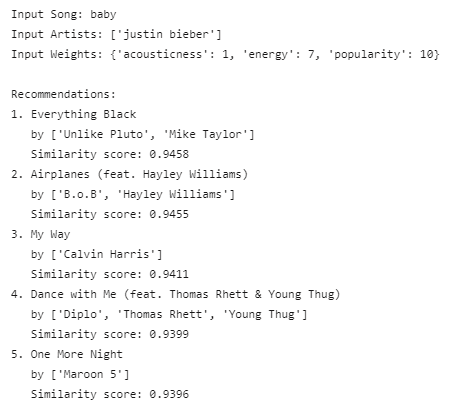 Input Song: baby
Input Artists: ['justin bieber']
Input Weights: {'acousticness': 1, 'energy': 7, 'popularity': 10}
Recommendations:
1. Everything Black
by ['Unlike Pluto', 'Mike Taylor']
Similarity score: 0.9458
2. Airplanes (feat. Hayley Williams)
by ['B.o.B', 'Hayley Williams']
Similarity score: 0.9455
3. My Way
by ['Calvin Harris']
Similarity score: 0.9411
4. Dance with Me (feat. Thomas Rhett & Young Thug)
by ['Diplo', 'Thomas Rhett', 'Young Thug']
Similarity score: 0.9399
5. One More Night
by ['Maroon 5']
Similarity score: 0.9396